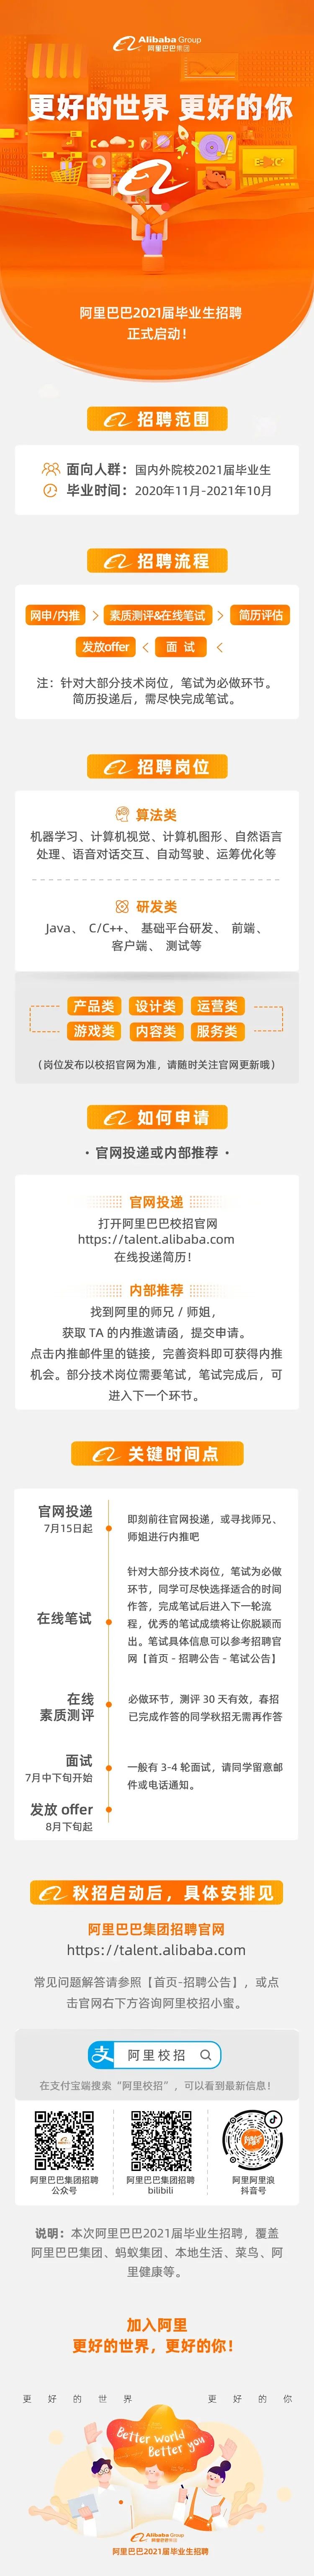 Alibaba Group
阿里巴巴集团
更好的世界 更好的你
阿里巴巴2021届毕业生招聘
正式启动！
招聘范围
面向人群：国内外院校2021届毕业生
毕业时间：2020年11月-2021年10月
招聘流程
网申/内推 > 素质测评&在线笔试 > 简历评估
发放offer < 面 试 <
注：针对大部分技术岗位，笔试为必做环节。
简历投递后，需尽快完成笔试。
招聘岗位
算法类
机器学习、计算机视觉、计算机图形、自然语言
处理、语音对话交互、自动驾驶、运筹优化等
研发类
Java、 C/C++、 基础平台研发、 前端、
客户端、 测试等
产品类 设计类 运营类
游戏类 内容类 服务类
（岗位发布以校招官网为准，请随时关注官网更新哦）
如何申请
· 官网投递或内部推荐 ·
官网投递
打开阿里巴巴校招官网
https://talent.alibaba.com
在线投递简历！
内部推荐
找到阿里的师兄 / 师姐，
获取 TA 的内推邀请函，提交申请。
点击内推邮件里的链接，完善资料即可获得内推
机会。部分技术岗位需要笔试，笔试完成后，可
进入下一个环节。
关键时间点
官网投递
7月15日起
即刻前往官网投递，或寻找师兄、
师姐进行内推吧
在线笔试
针对大部分技术岗位，笔试为必做
环节，同学可尽快选择适合的时间
作答，完成笔试后进入下一轮流
程，优秀的笔试成绩将让你脱颖而
出。笔试具体信息可以参考招聘官
网【首页 - 招聘公告 - 笔试公告】
在线
素质测评
必做环节，测评 30 天有效，春招
已完成作答的同学秋招无需再作答
面试
7月中下旬开始
一般有 3-4 轮面试，请同学留意邮
件或电话通知。
发放 offer
8月下旬起
秋招启动后，具体安排见
阿里巴巴集团招聘官网
https://talent.alibaba.com
常见问题解答请参照【首页-招聘公告】，或点
击官网右下方咨询阿里校招小蜜。
支 阿里校招
在支付宝端搜索“阿里校招”，可以看到最新信息！
阿里巴巴集团招聘
公众号
阿里巴巴集团招聘
bilibili
阿里阿里浪
抖音号
说明：本次阿里巴巴2021届毕业生招聘，覆盖
阿里巴巴集团、蚂蚁集团、本地生活、菜鸟、阿
里健康等。
加入阿里
更好的世界，更好的你！
更 好 的 世 界 更 好 的 你
Better world
Better you
Alibaba Group
阿里巴巴集团
阿里巴巴2021届毕业生招聘